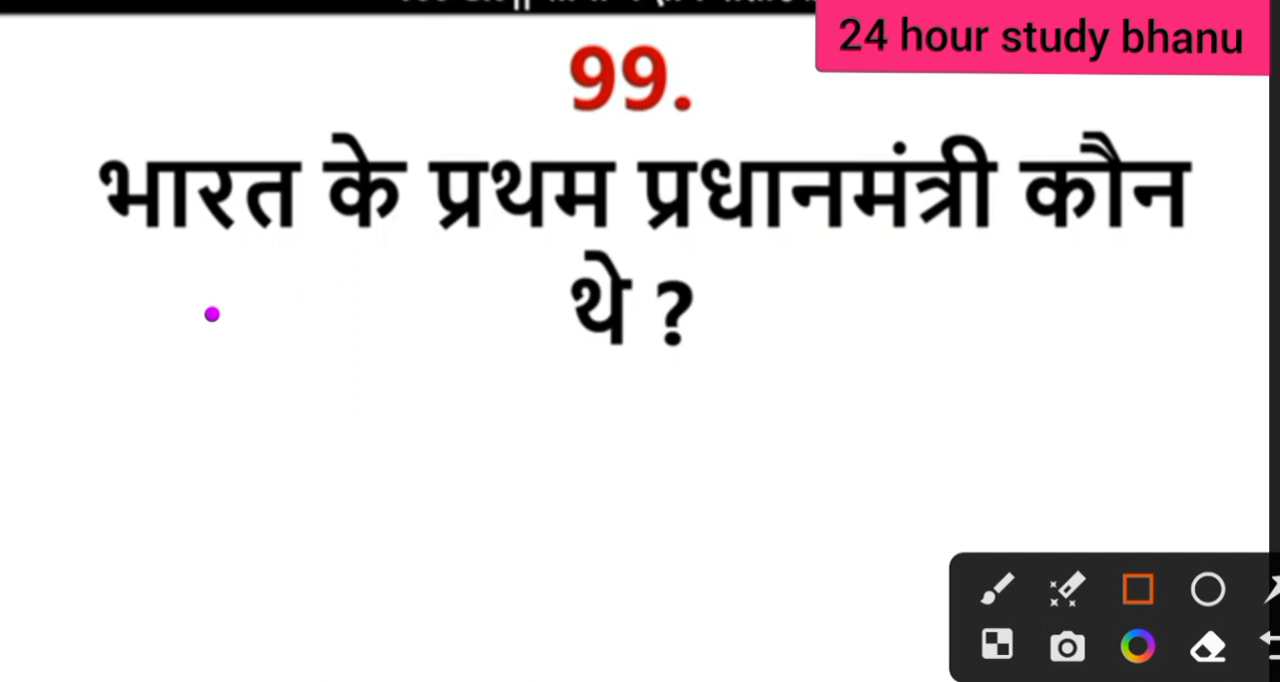 24 hour study bhanu
99.
भारत के प्रथम प्रधानमंत्री कौन
थे ?